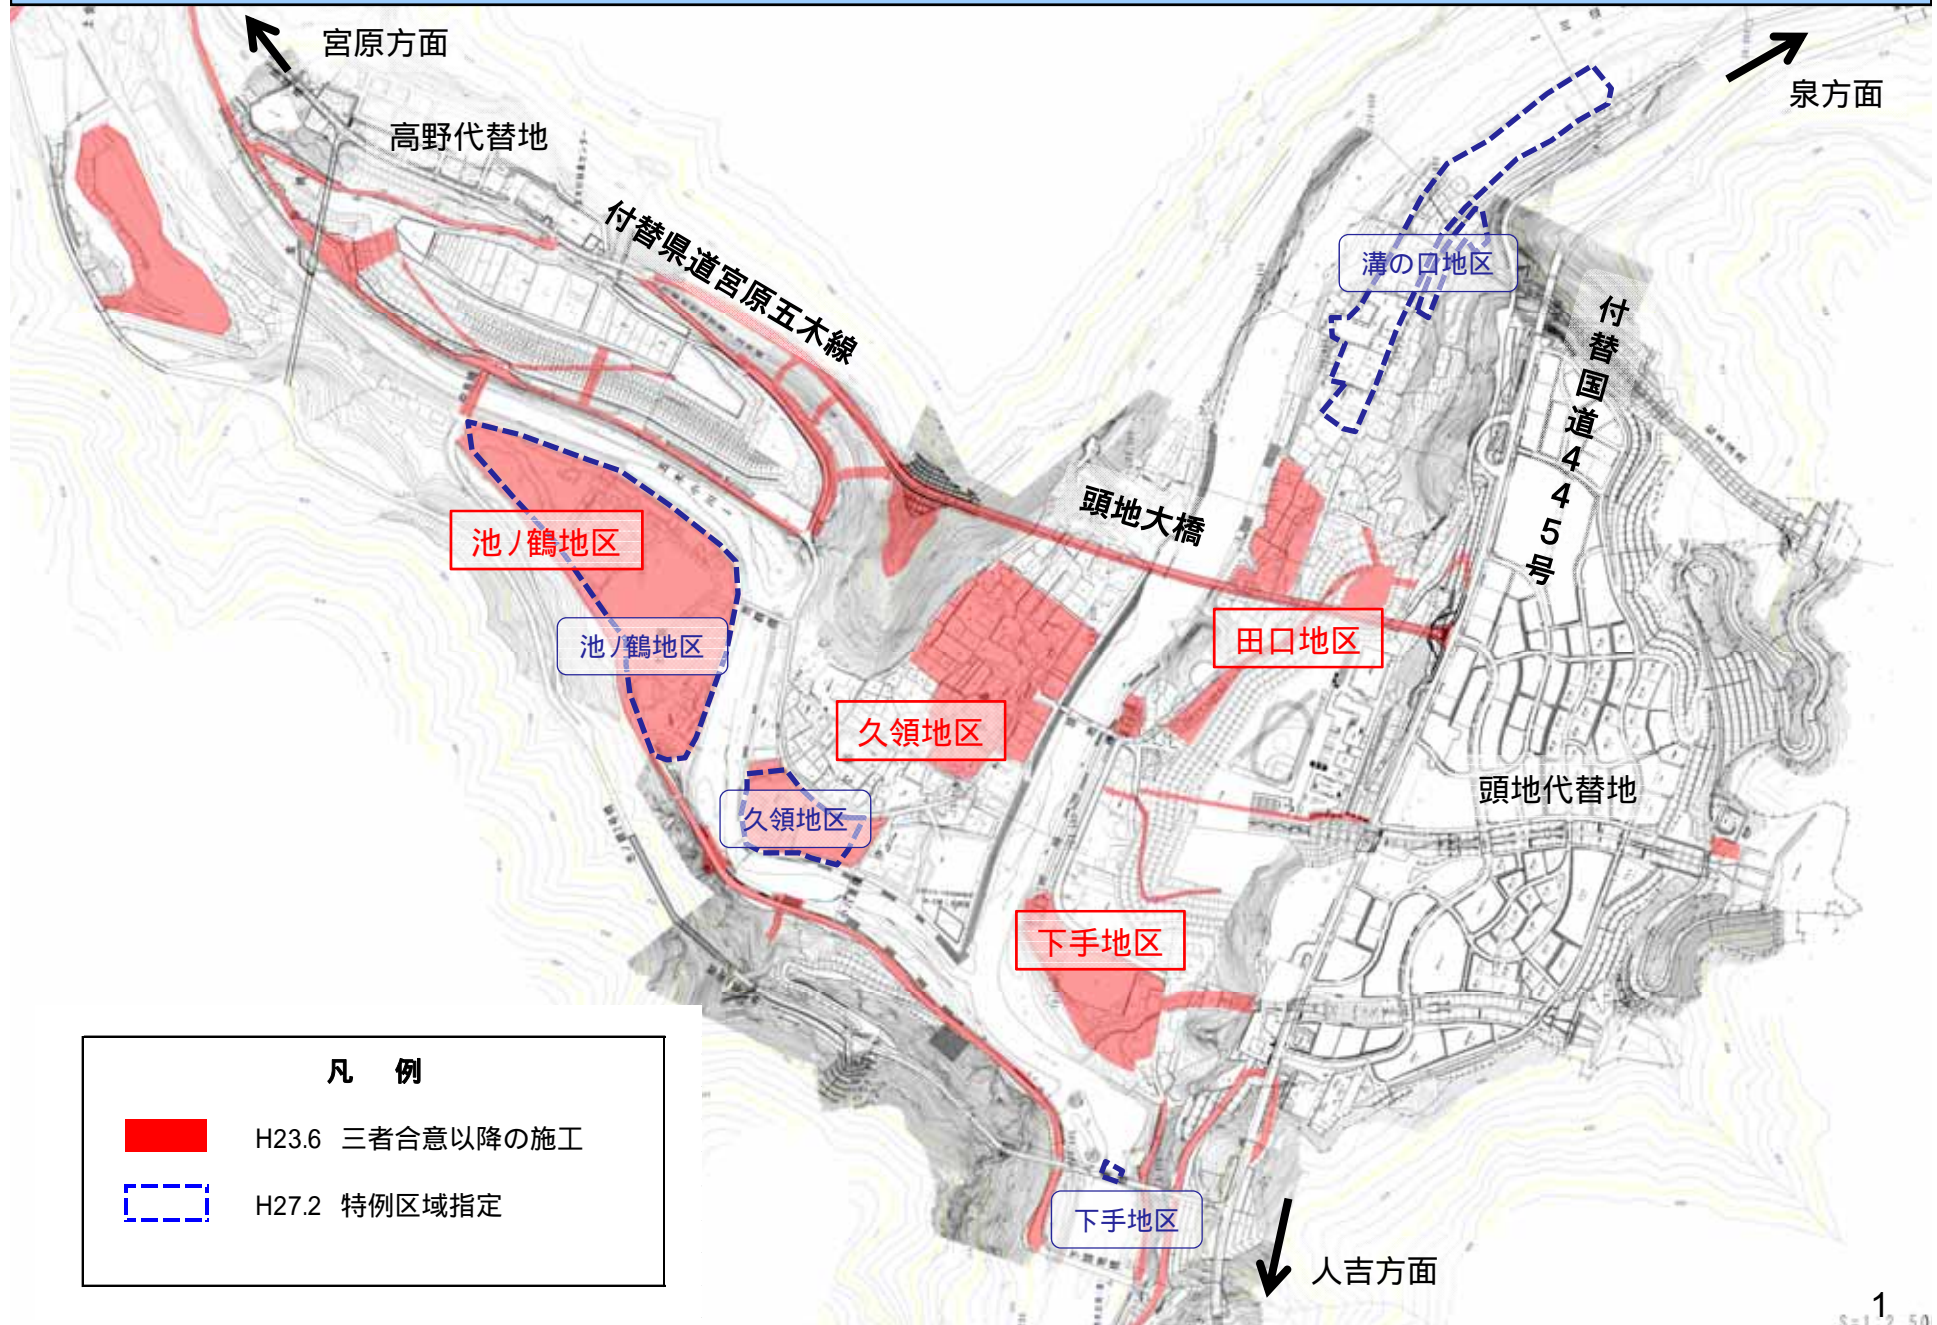 宮原方面
泉方面
高野代替地
付替県道宮原五木線
溝の口地区
付替国道445号
頭地大橋
池ノ鶴地区
田口地区
池ノ鶴地区
久領地区
頭地代替地
久領地区
下手地区
凡 例
H23.6 三者合意以降の施工
H27.2 特例区域指定
下手地区
人吉方面
1